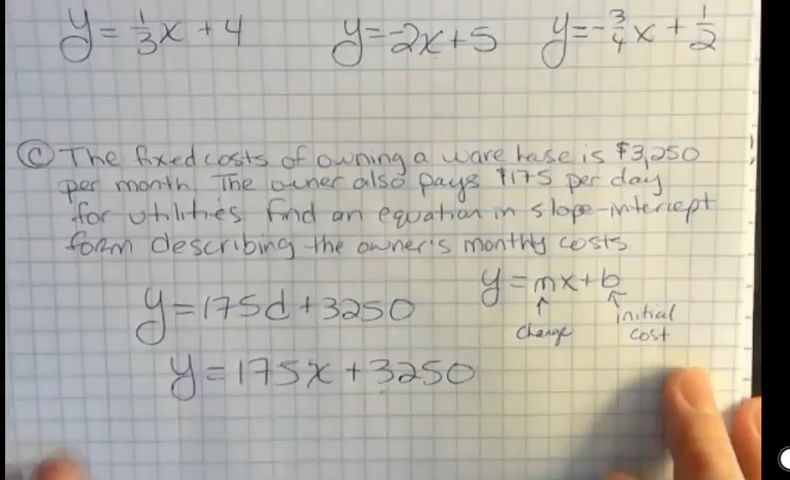 y = 1/3x + 4 y = -2x + 5 y = -3/4x + 1/2
C The fixed costs of owning a ware house is $3,250
per month. The owner also pays $175 per day
for utilities find an equation in slope-intercept
form describing the owner's monthly costs
y = mx + b
y = 175d + 3250
change initial
cost
y = 175x + 3250